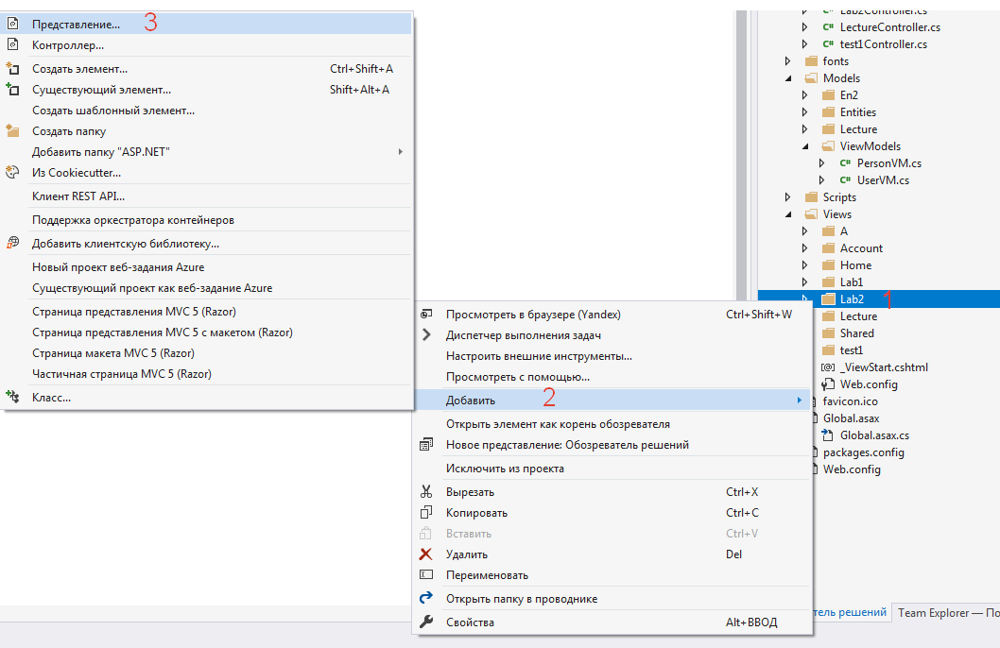 Представление... 3
Контроллер...
Создать элемент... Ctrl+Shift+A
Существующий элемент... Shift+Alt+A
Создать шаблонный элемент...
Создать папку
Добавить папку "ASP.NET"
Из Cookiecutter...
Клиент REST API...
Поддержка оркестратора контейнеров
Добавить клиентскую библиотеку...
Новый проект веб-задания Azure
Существующий проект как веб-задание Azure
Страница представления MVC 5 (Razor)
Страница представления MVC 5 с макетом (Razor)
Страница макета MVC 5 (Razor)
Частичная страница MVC 5 (Razor)
Класс...
Просмотреть в браузере (Yandex) Ctrl+Shift+W
Диспетчер выполнения задач
Настроить внешние инструменты...
Просмотреть с помощью...
Добавить 2
Открыть элемент как корень обозревателя
Новое представление: Обозреватель решений
Исключить из проекта
Вырезать Ctrl+X
Копировать Ctrl+C
Вставить Ctrl+V
Удалить Del
Переименовать
Открыть папку в проводнике
Свойства Alt+ВВОД
C# Lab2Controller.cs
C# LectureController.cs
C# test1Controller.cs
fonts
Models
En2
Entities
Lecture
ViewModels
C# PersonVM.cs
C# UserVM.cs
Scripts
Views
A
Account
Home
Lab1
Lab2 1
Lecture
Shared
test1
[@] _ViewStart.cshtml
Web.config
favicon.ico
Global.asax
Global.asax.cs
packages.config
Web.config
тель решений Team Explorer — По